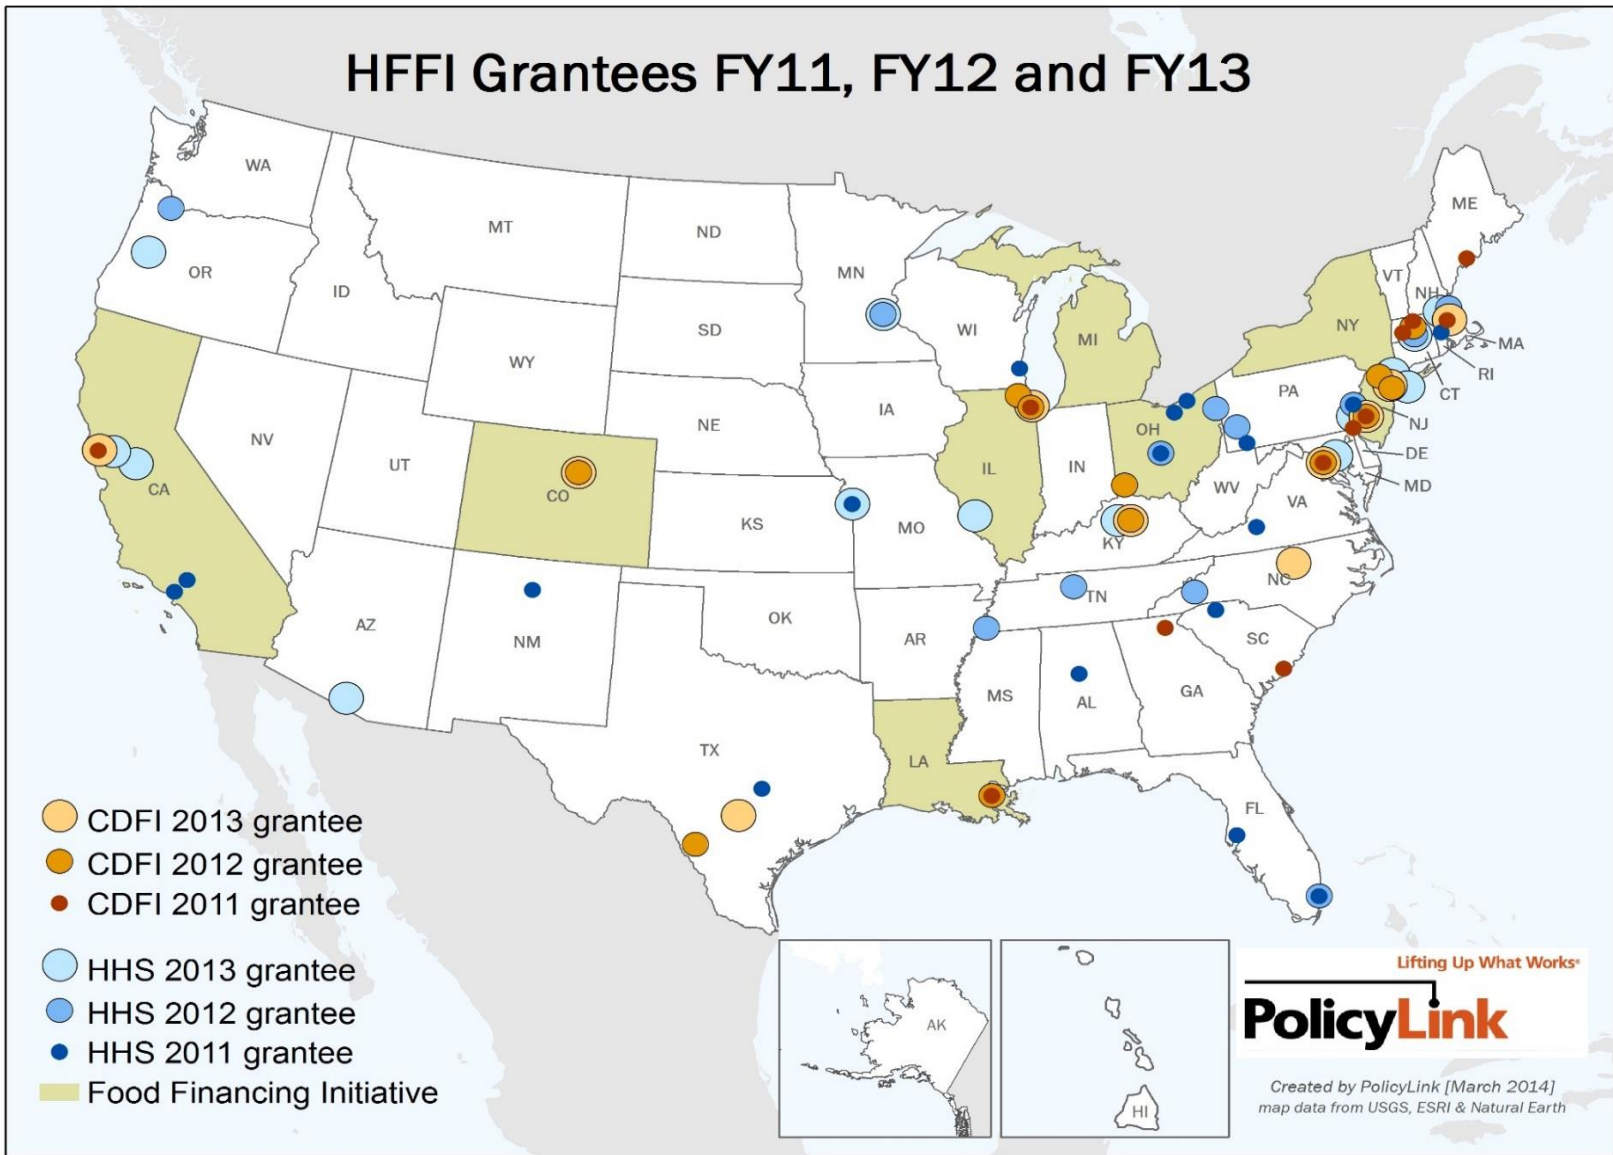 HFFI Grantees FY11, FY12 and FY13
WA
MT
ND
MN
ME
OR
ID
SD
WI
MI
NY
VT
NH
MA
RI
CT
WY
IA
NE
PA
NJ
OH
DE
MD
NV
UT
CO
IL
IN
WV
VA
CA
KS
MO
KY
NC
TN
AZ
NM
OK
AR
SC
MS
AL
GA
TX
LA
FL
CDFI 2013 grantee
CDFI 2012 grantee
CDFI 2011 grantee
HHS 2013 grantee
HHS 2012 grantee
HHS 2011 grantee
Food Financing Initiative
AK
HI
Lifting Up What Works®
PolicyLink
Created by PolicyLink [March 2014]
map data from USGS, ESRI & Natural Earth